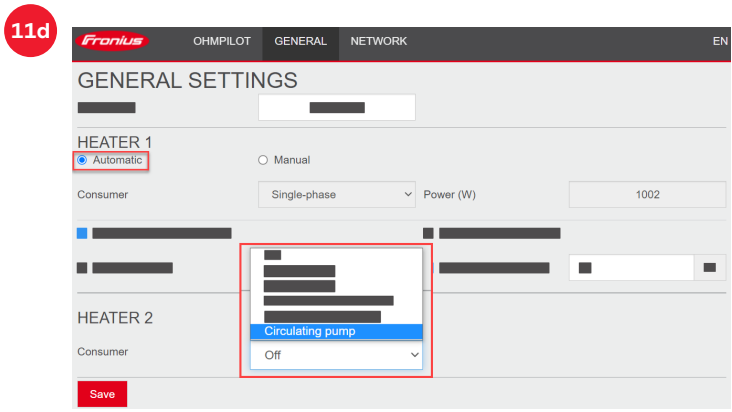 11d
Fronius OHMPILOT GENERAL NETWORK EN
GENERAL SETTINGS
HEATER 1
Automatic Manual
Consumer Single-phase Power (W) 1002
Circulating pump
HEATER 2
Consumer Off
Save